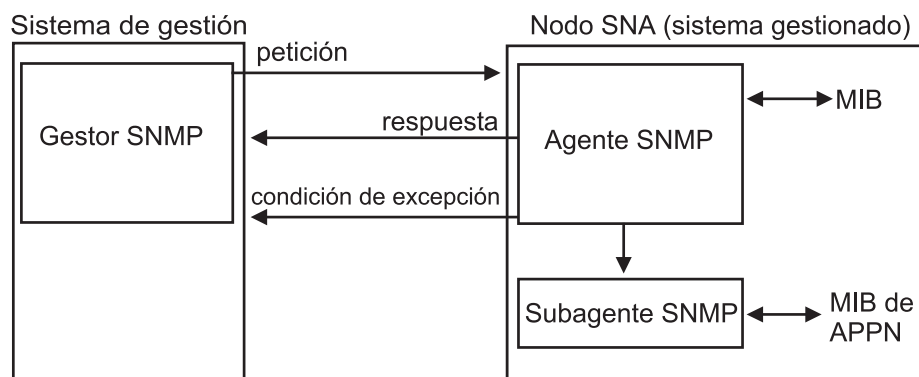 Sistema de gestión
Nodo SNA (sistema gestionado)
petición
Gestor SNMP
respuesta
Agente SNMP
MIB
condición de excepción
Subagente SNMP
MIB de
APPN